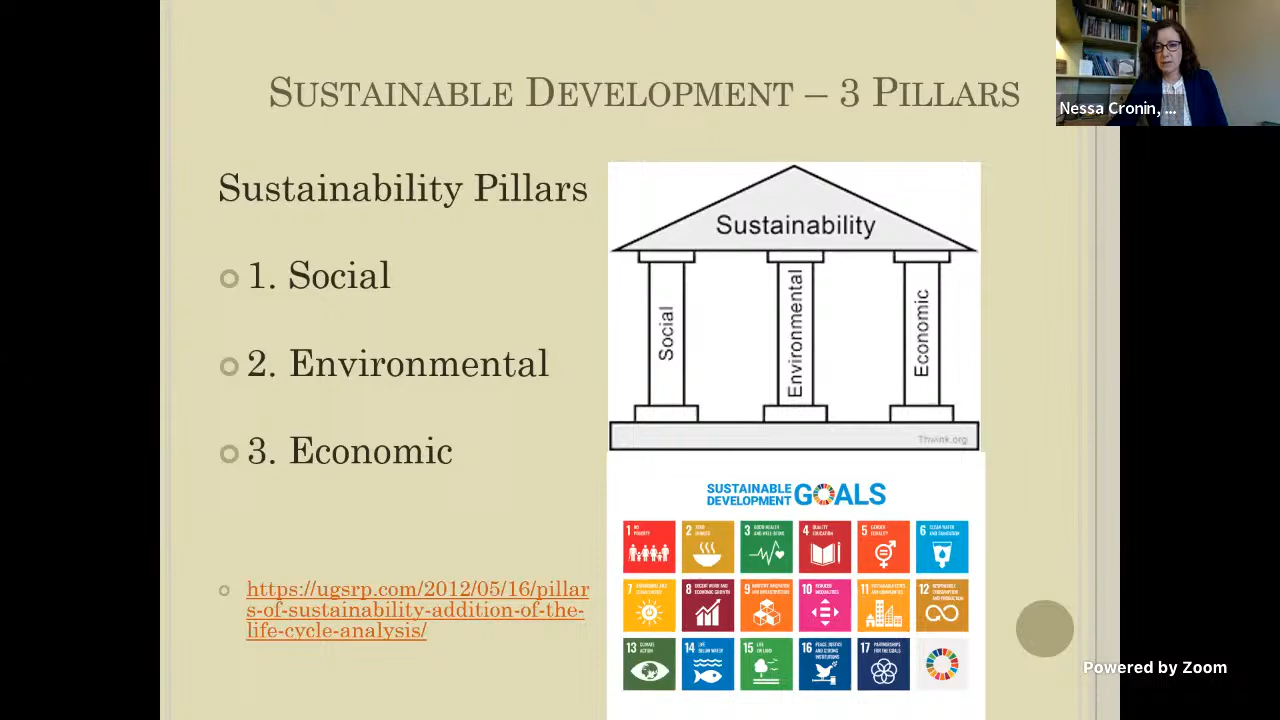 SUSTAINABLE DEVELOPMENT – 3 PILLARS
Nessa Cronin, ...
Sustainability Pillars
1. Social
2. Environmental
3. Economic
https://ugsrp.com/2012/05/16/pillar
s-of-sustainability-addition-of-the-
life-cycle-analysis/
Sustainability
Social
Environmental
Economic
Thwink.org
SUSTAINABLE
DEVELOPMENT GOALS
1 NO
POVERTY
2 ZERO
HUNGER
3 GOOD HEALTH
AND WELL-BEING
4 QUALITY
EDUCATION
5 GENDER
EQUALITY
6 CLEAN WATER
AND SANITATION
7 AFFORDABLE AND
CLEAN ENERGY
8 DECENT WORK AND
ECONOMIC GROWTH
9 INDUSTRY, INNOVATION
AND INFRASTRUCTURE
10 REDUCED
INEQUALITIES
11 SUSTAINABLE CITIES
AND COMMUNITIES
12 RESPONSIBLE
CONSUMPTION
AND PRODUCTION
13 CLIMATE
ACTION
14 LIFE
BELOW WATER
15 LIFE
ON LAND
16 PEACE, JUSTICE
AND STRONG
INSTITUTIONS
17 PARTNERSHIPS
FOR THE GOALS
Powered by Zoom